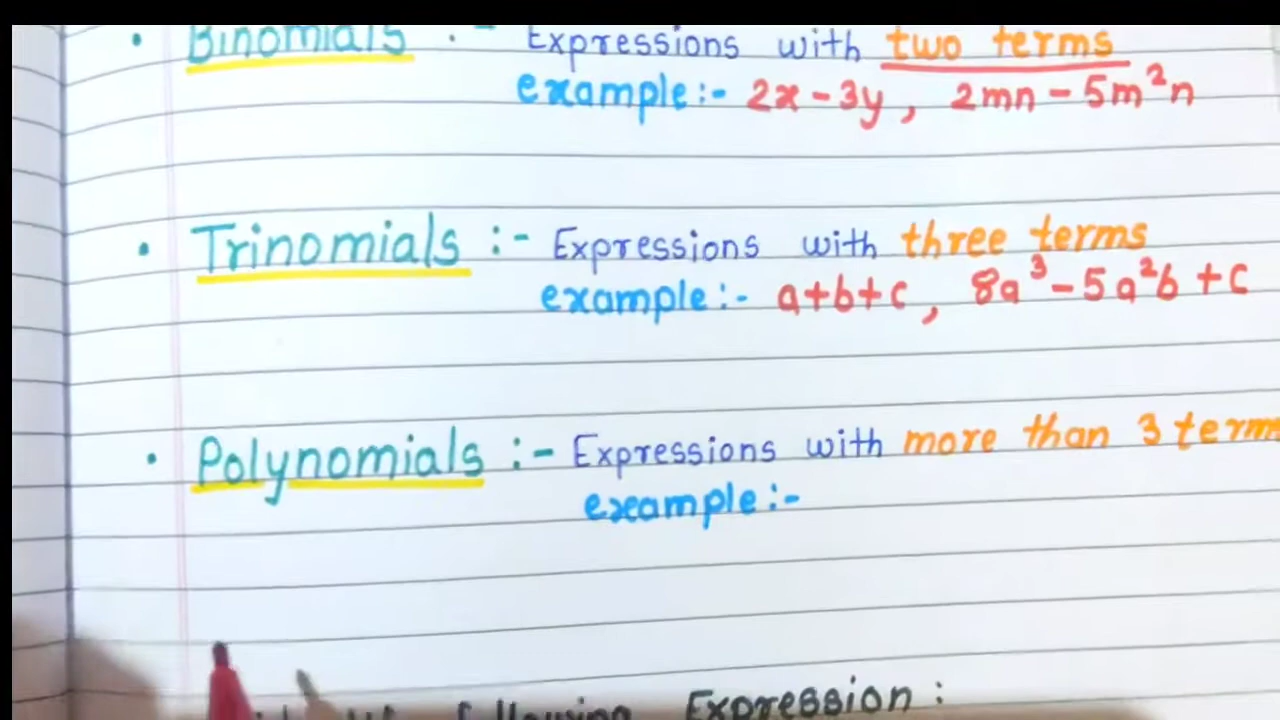 • Binomials :- Expressions with two terms
example:- 2x-3y, 2mn-5m²n
• Trinomials :- Expressions with three terms
example:- a+b+c, 8a³-5a²b+c
• Polynomials :- Expressions with more than 3 term
example:-
following Expression: